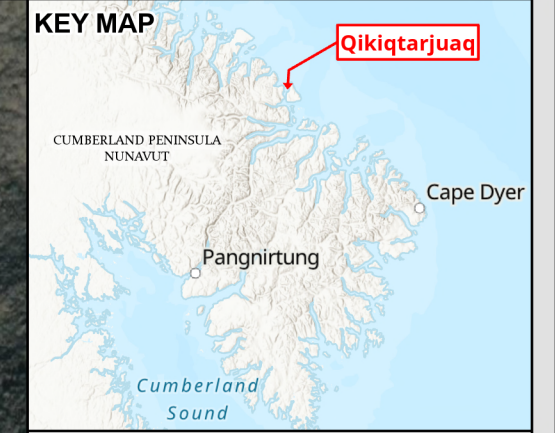 KEY MAP
Qikiqtarjuaq
CUMBERLAND PENINSULA
NUNAVUT
Cape Dyer
Pangnirtung
Cumberland
Sound